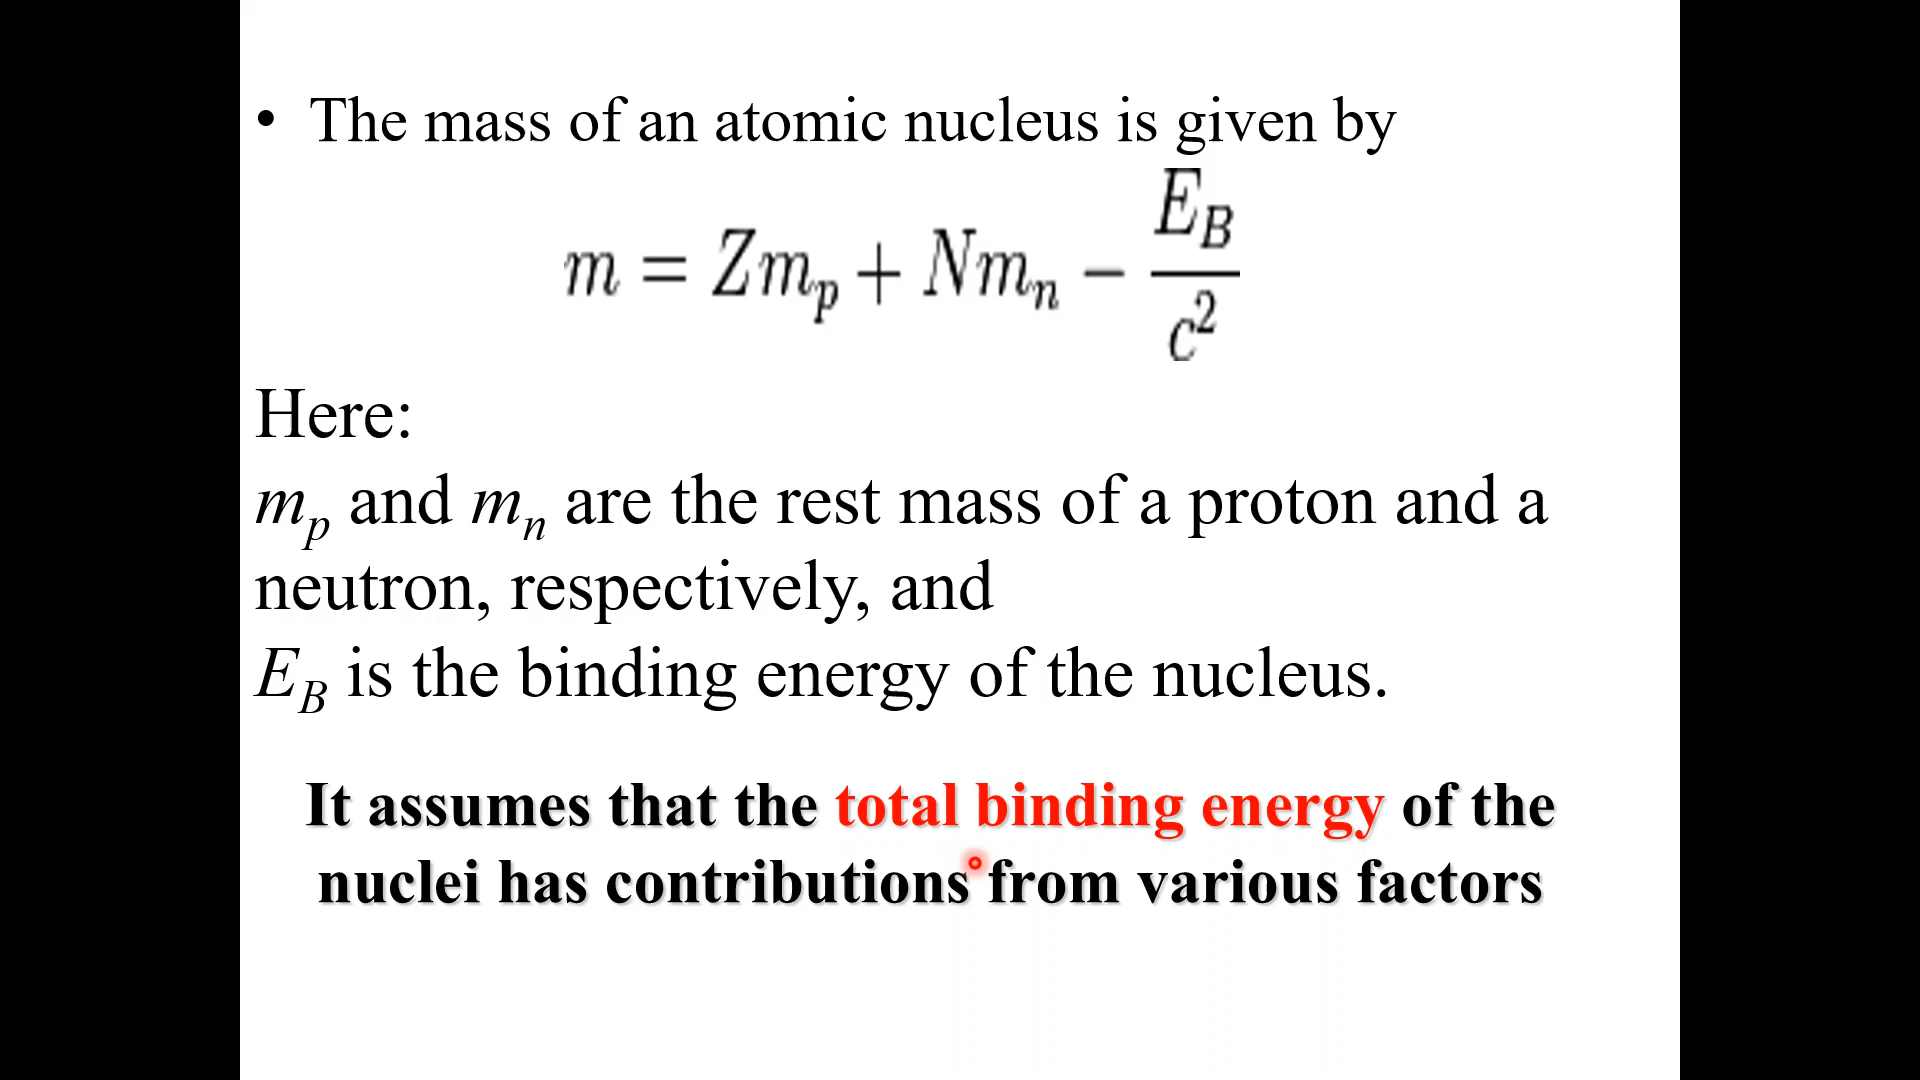 • The mass of an atomic nucleus is given by
m = Zm_p + Nm_n − E_B/c²
Here:
m_p and m_n are the rest mass of a proton and a
neutron, respectively, and
E_B is the binding energy of the nucleus.
It assumes that the total binding energy of the
nuclei has contributions from various factors